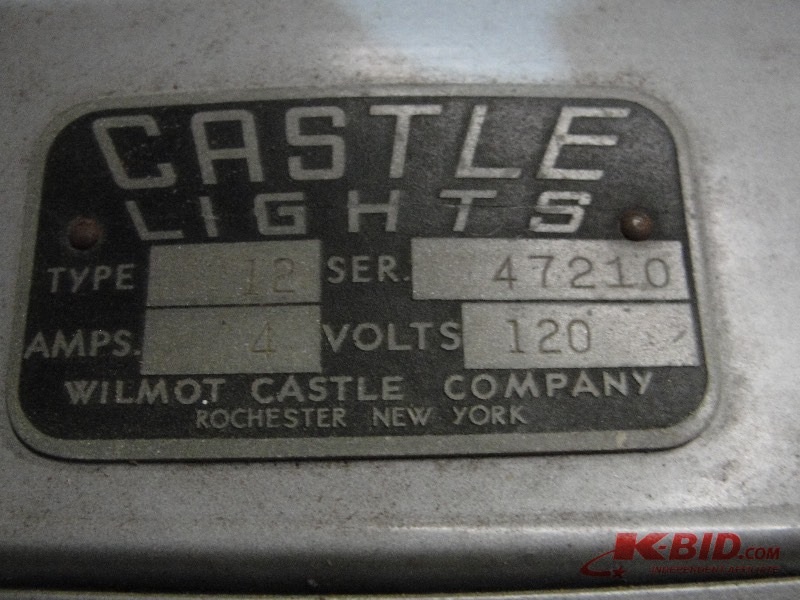 CASTLE
LIGHTS
TYPE 12 SER. 47210
AMPS. 4 VOLTS 120
WILMOT CASTLE COMPANY
ROCHESTER NEW YORK
K-BID.COM